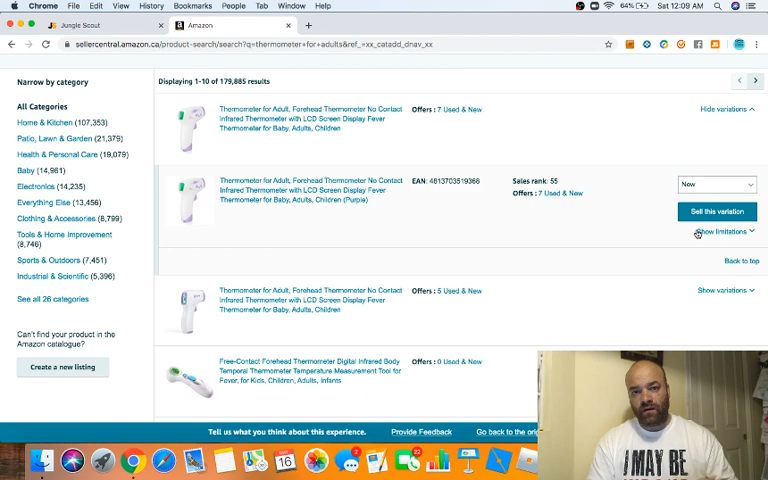 Chrome File Edit View History Bookmarks People Tab Window Help
64% Sat 12:09 AM
Jungle Scout
Amazon
sellercentral.amazon.ca/product-search/search?q=thermometer+for+adults&ref_=xx_catadd_dnav_xx
Narrow by category
Displaying 1-10 of 179,885 results
All Categories
Home & Kitchen (107,353)
Patio, Lawn & Garden (21,379)
Health & Personal Care (19,079)
Baby (14,961)
Electronics (14,235)
Everything Else (13,456)
Clothing & Accessories (8,799)
Tools & Home Improvement
(8,746)
Sports & Outdoors (7,451)
Industrial & Scientific (5,396)
See all 26 categories
Can't find your product in the
Amazon catalogue?
Create a new listing
Thermometer for Adult, Forehead Thermometer No Contact
Infrared Thermometer with LCD Screen Display Fever
Thermometer for Baby, Adults, Children
Offers : 7 Used & New
Hide variations
Thermometer for Adult, Forehead Thermometer No Contact
Infrared Thermometer with LCD Screen Display Fever
Thermometer for Baby, Adults, Children (Purple)
EAN: 4813703519368
Sales rank: 55
Offers : 7 Used & New
New
Sell this variation
Show limitations
Back to top
Thermometer for Adult, Forehead Thermometer No Contact
Infrared Thermometer with LCD Screen Display Fever
Thermometer for Baby, Adults, Children
Offers : 5 Used & New
Show variations
Free-Contact Forehead Thermometer Digital Infrared Body
Temporal Thermometer Temperature Measurement Tool for
Fever, for Kids, Children, Adults, Infants
Offers : 0 Used & New
Tell us what you think about this experience.
Provide Feedback
Go back to the
I MAY BE